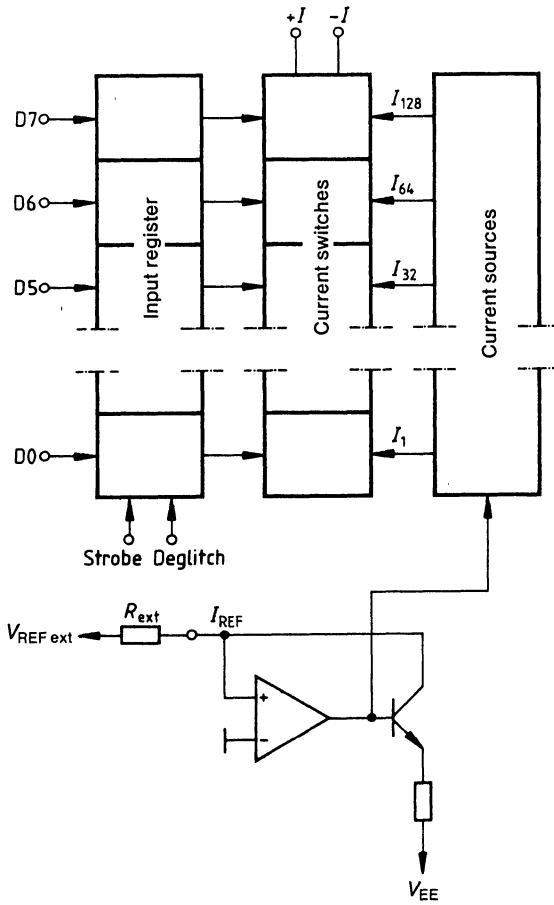 +I -I
D7 I128
D6 I64
D5 I32
Input register
Current switches
Current sources
D0 I1
Strobe Deglitch
Rext IREF
VREF ext
+
-
VEE